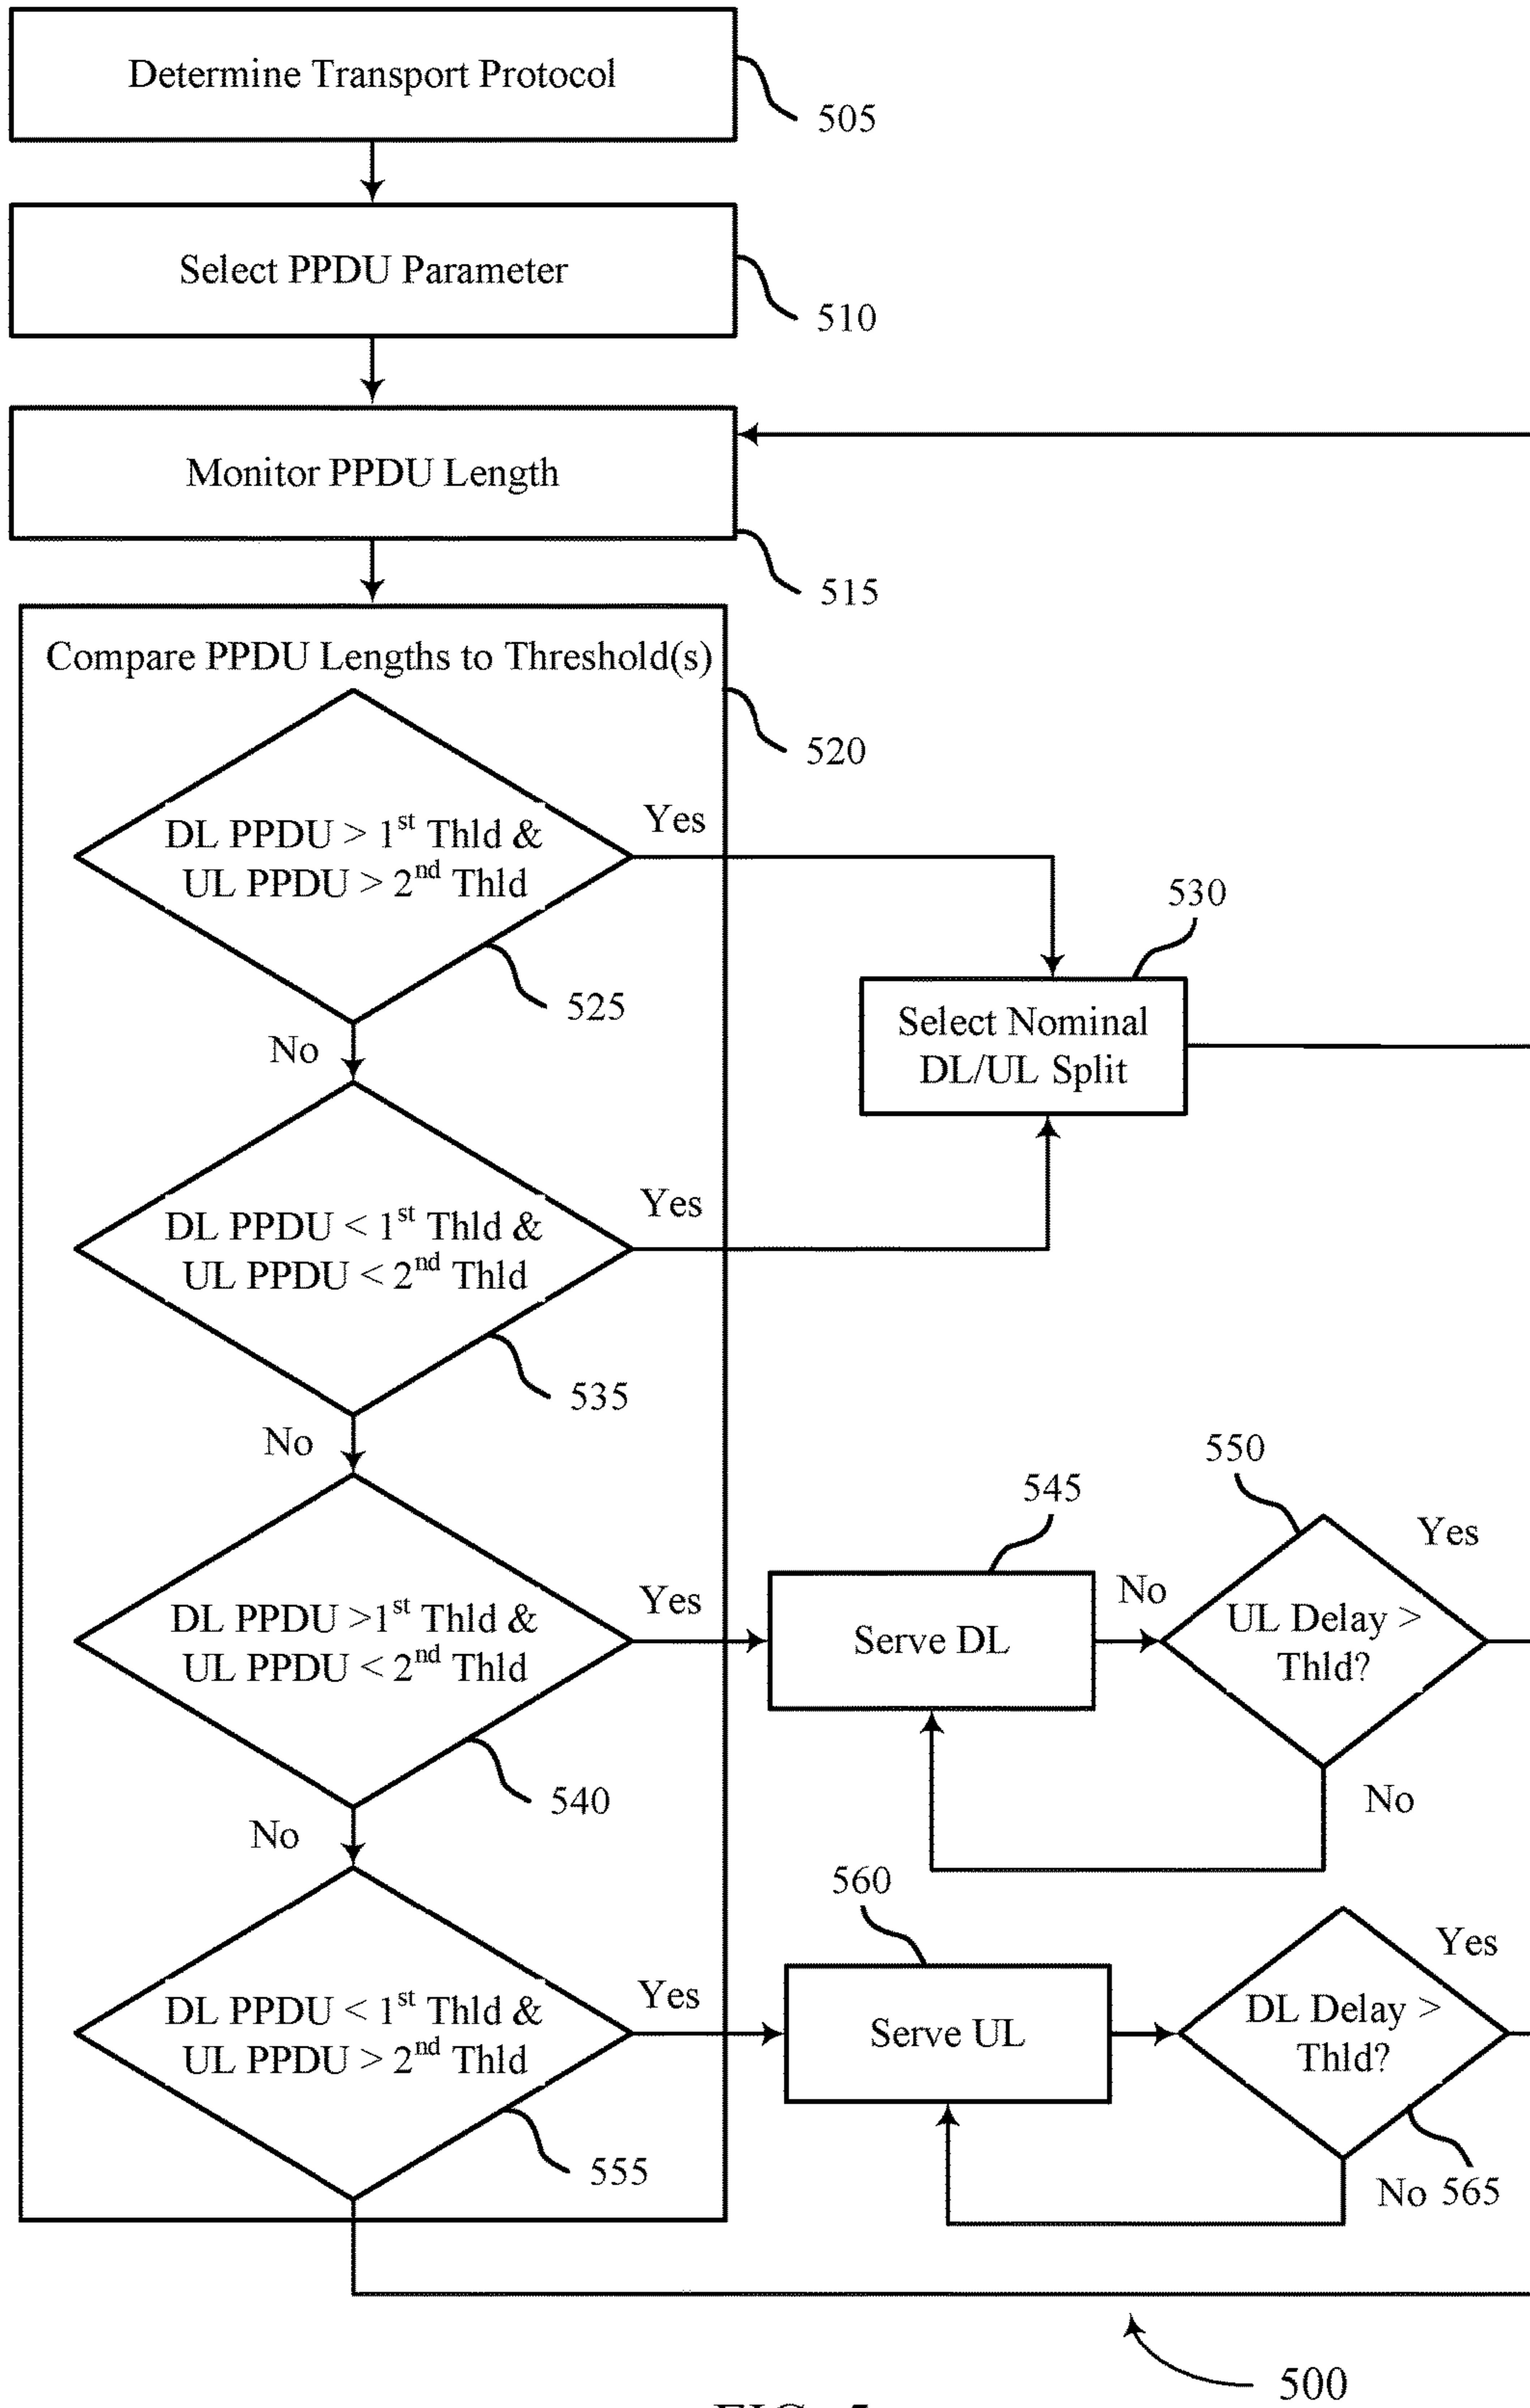 Determine Transport Protocol
505
Select PPDU Parameter
510
Monitor PPDU Length
515
Compare PPDU Lengths to Threshold(s)
520
DL PPDU > 1st Thld &
UL PPDU > 2nd Thld
Yes
525
530
Select Nominal
DL/UL Split
No
DL PPDU < 1st Thld &
UL PPDU < 2nd Thld
Yes
535
No
DL PPDU >1st Thld &
UL PPDU < 2nd Thld
Yes
540
545
Serve DL
No
550
UL Delay >
Thld?
Yes
No
No
DL PPDU < 1st Thld &
UL PPDU > 2nd Thld
Yes
555
560
Serve UL
DL Delay >
Thld?
Yes
No 565
500